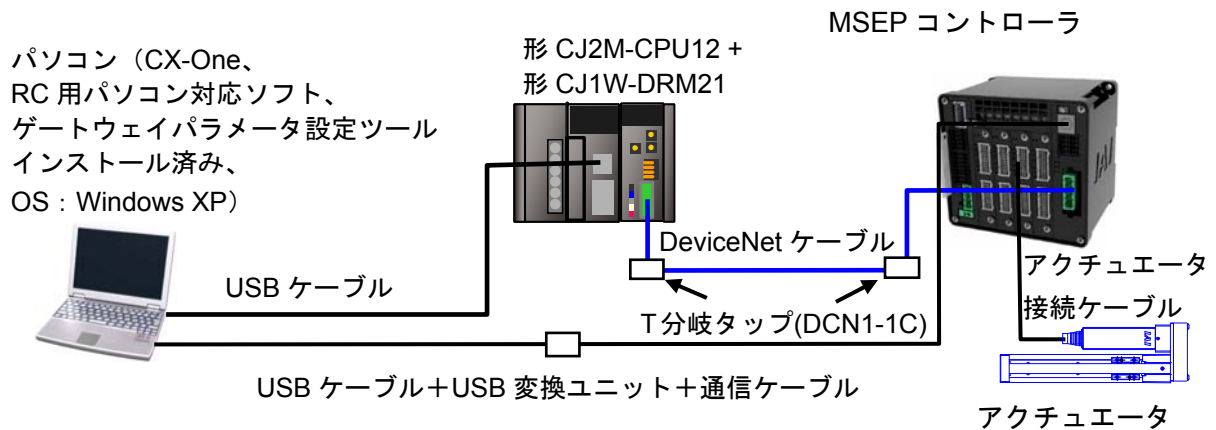 MSEP コントローラ
形 CJ2M-CPU12 +
形 CJ1W-DRM21
パソコン（CX-One、
RC 用パソコン対応ソフト、
ゲートウェイパラメータ設定ツール
インストール済み、
OS：Windows XP）
DeviceNet ケーブル
USB ケーブル
T分岐タップ(DCN1-1C)
アクチュエータ
接続ケーブル
USB ケーブル＋USB 変換ユニット＋通信ケーブル
アクチュエータ
IAI